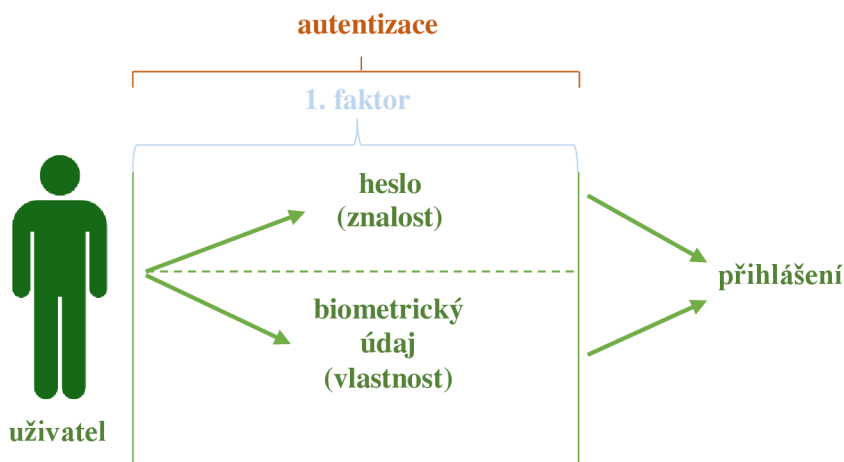 autentizace
1. faktor
heslo
(znalost)
biometrický
údaj
(vlastnost)
přihlášení
uživatel